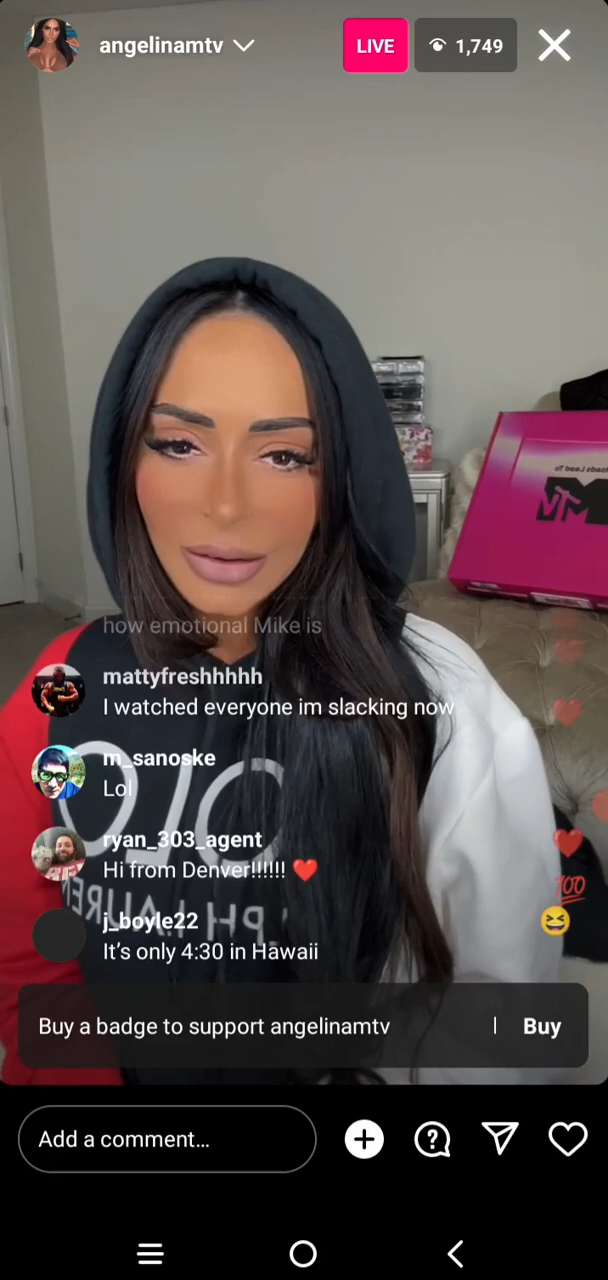 angelinamtv
LIVE
1,749
how emotional Mike is
mattyfreshhhhh
I watched everyone im slacking now
m_sanoske
Lol
ryan_303_agent
Hi from Denver!!!!!! ❤️
j_boyle22
It’s only 4:30 in Hawaii
Buy a badge to support angelinamtv | Buy
Add a comment...